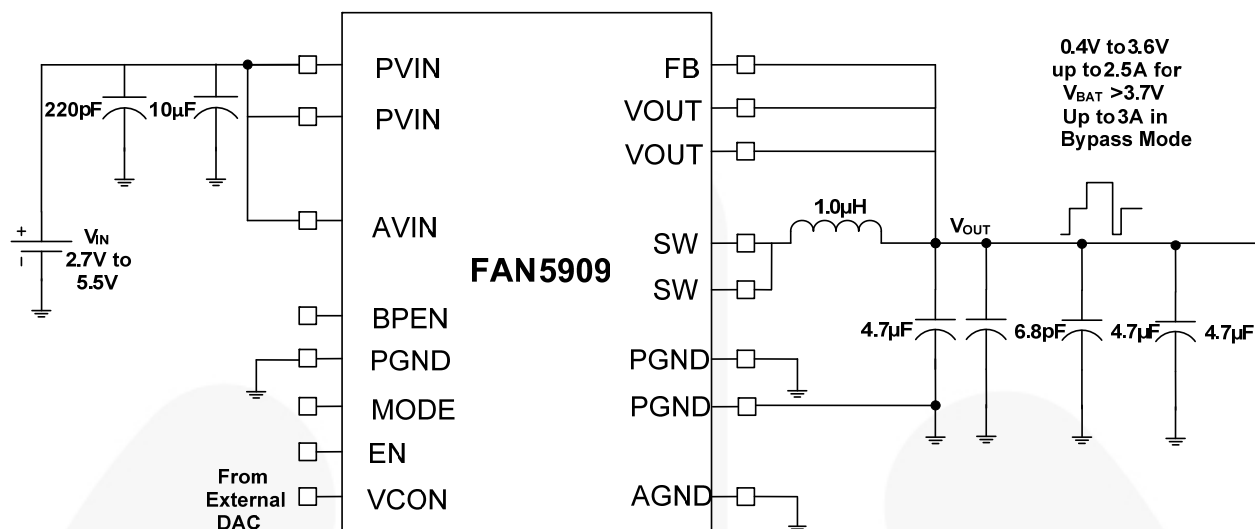 PVIN
220pF
10µF
PVIN
AVIN
+
VIN
–
2.7V to
5.5V
FAN5909
BPEN
PGND
MODE
EN
From
External
DAC
VCON
FB
VOUT
VOUT
0.4V to 3.6V
up to 2.5A for
VBAT >3.7V
Up to 3A in
Bypass Mode
1.0µH
SW
VOUT
SW
4.7µF
6.8pF
4.7µF
4.7µF
PGND
PGND
AGND